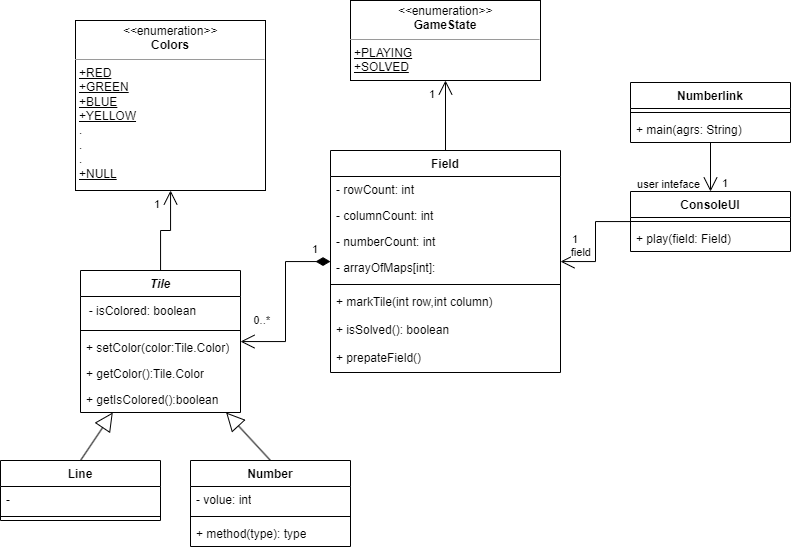 <<enumeration>>
Colors
+RED
+GREEN
+BLUE
+YELLOW
.
.
.
+NULL
1
<<enumeration>>
GameState
+PLAYING
+SOLVED
1
Numberlink
+ main(agrs: String)
user inteface
1
ConsoleUI
+ play(field: Field)
1
field
Field
- rowCount: int
- columnCount: int
- numberCount: int
- arrayOfMaps[int]:
+ markTile(int row,int column)
+ isSolved(): boolean
+ prepateField()
1
0..*
Tile
- isColored: boolean
+ setColor(color:Tile.Color)
+ getColor():Tile.Color
+ getIsColored():boolean
Line
-
Number
- volue: int
+ method(type): type